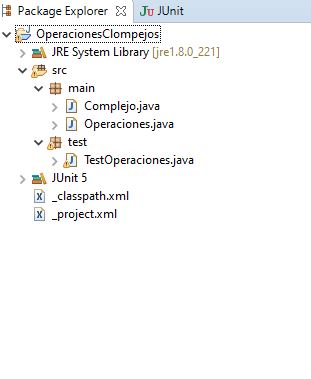 Package Explorer JUnit
OperacionesClompejos
JRE System Library [jre1.8.0_221]
src
main
Complejo.java
Operaciones.java
test
TestOperaciones.java
JUnit 5
_classpath.xml
_project.xml